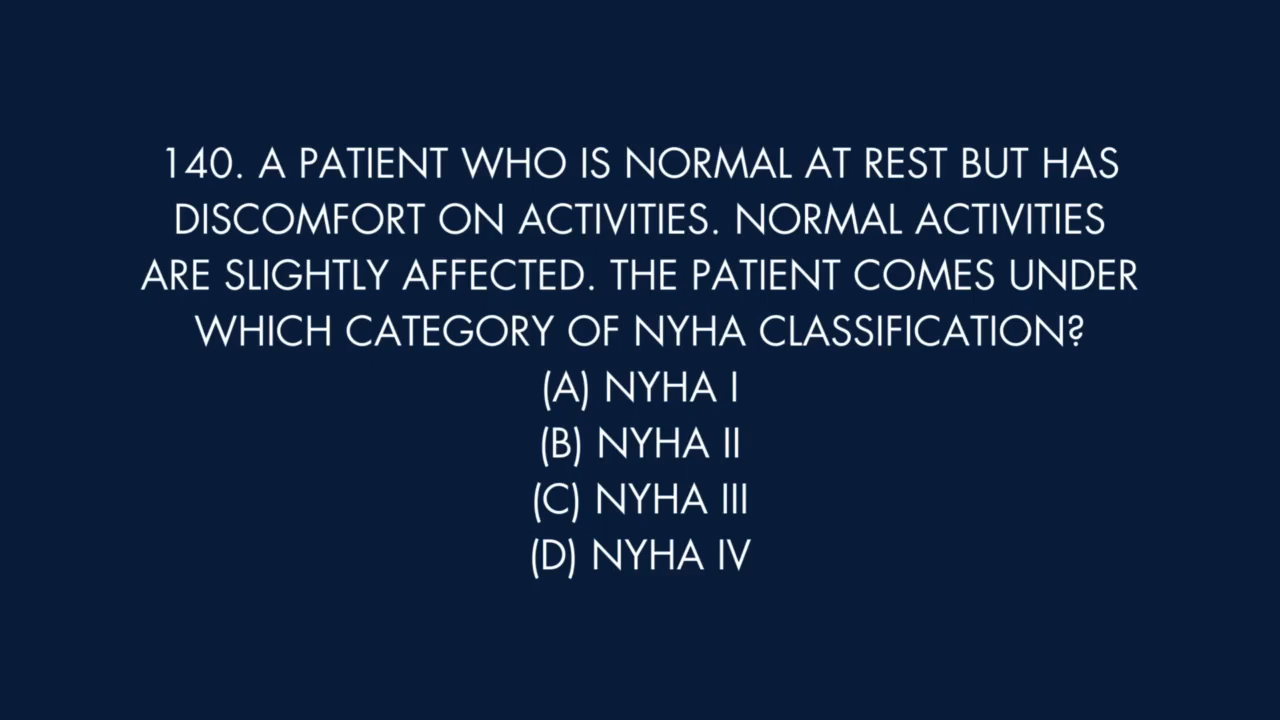 140. A PATIENT WHO IS NORMAL AT REST BUT HAS
DISCOMFORT ON ACTIVITIES. NORMAL ACTIVITIES
ARE SLIGHTLY AFFECTED. THE PATIENT COMES UNDER
WHICH CATEGORY OF NYHA CLASSIFICATION?
(A) NYHA I
(B) NYHA II
(C) NYHA III
(D) NYHA IV